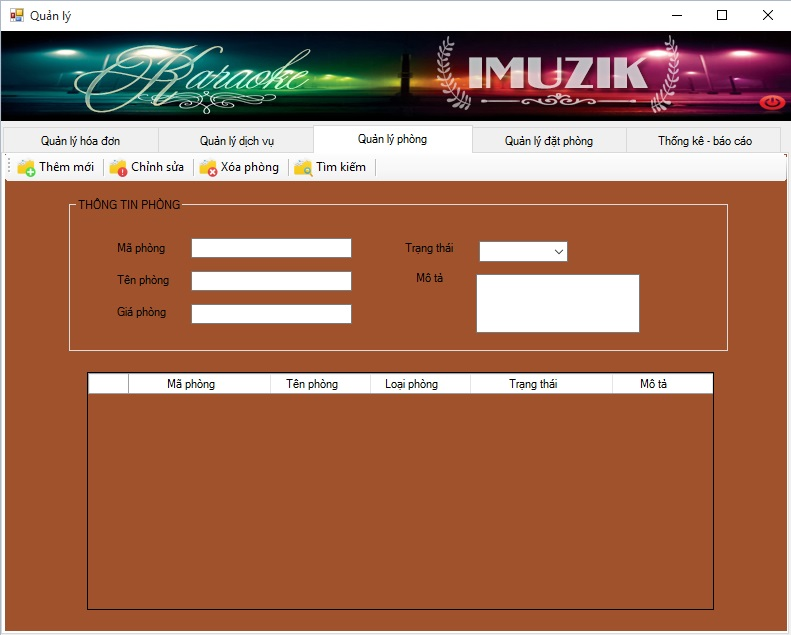 Quản lý
Karaoke
IMUZIK
Quản lý hóa đơn Quản lý dịch vụ Quản lý phòng Quản lý đặt phòng Thống kê - báo cáo
Thêm mới Chỉnh sửa Xóa phòng Tìm kiếm
THÔNG TIN PHÒNG
Mã phòng
Tên phòng
Giá phòng
Trạng thái
Mô tả
Mã phòng Tên phòng Loại phòng Trạng thái Mô tả